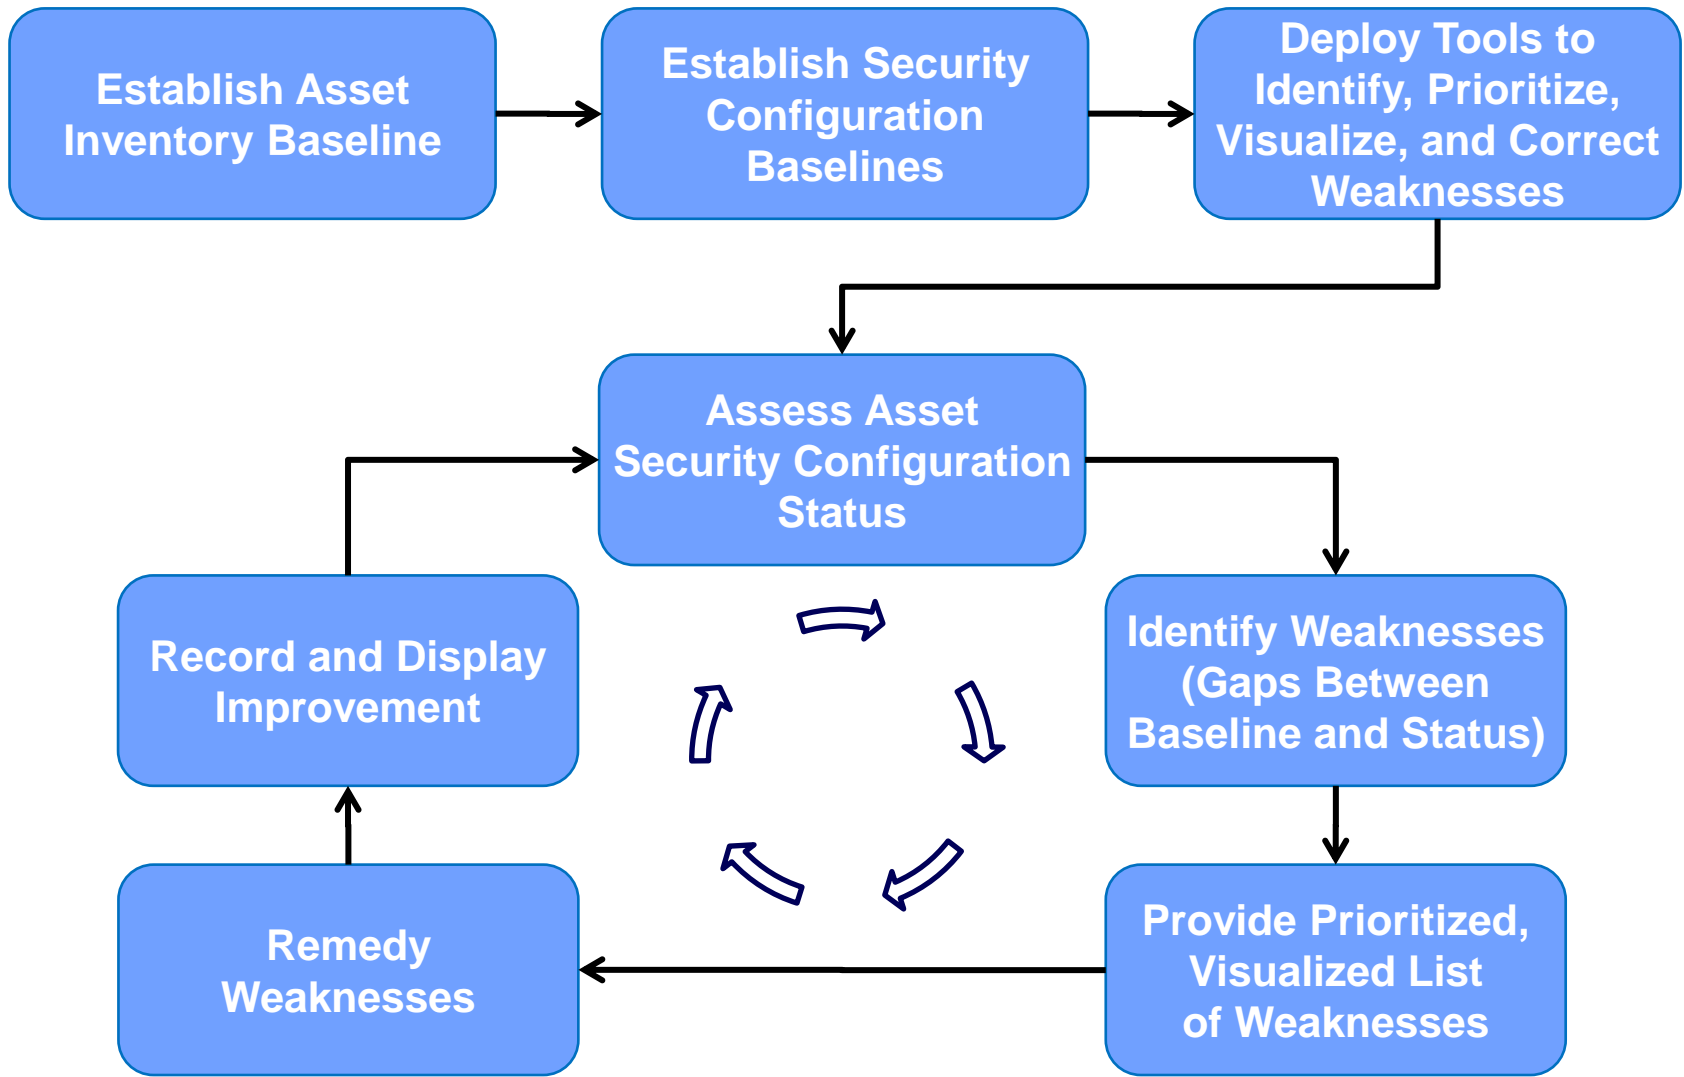 Establish Asset
Inventory Baseline
Establish Security
Configuration
Baselines
Deploy Tools to
Identify, Prioritize,
Visualize, and Correct
Weaknesses
Assess Asset
Security Configuration
Status
Record and Display
Improvement
Identify Weaknesses
(Gaps Between
Baseline and Status)
Remedy
Weaknesses
Provide Prioritized,
Visualized List
of Weaknesses